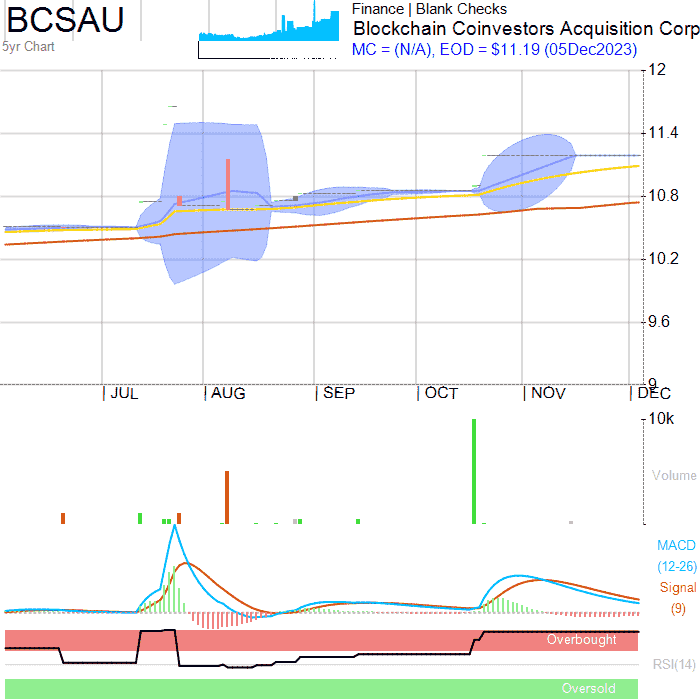 BCSAU
5yr Chart
Finance | Blank Checks
Blockchain Coinvestors Acquisition Corp
MC = (N/A), EOD = $11.19 (05Dec2023)
12
11.4
10.8
10.2
9.6
9
JUL AUG SEP OCT NOV DEC
10k
Volume
MACD
(12-26)
Signal
(9)
Overbought
RSI(14)
Oversold